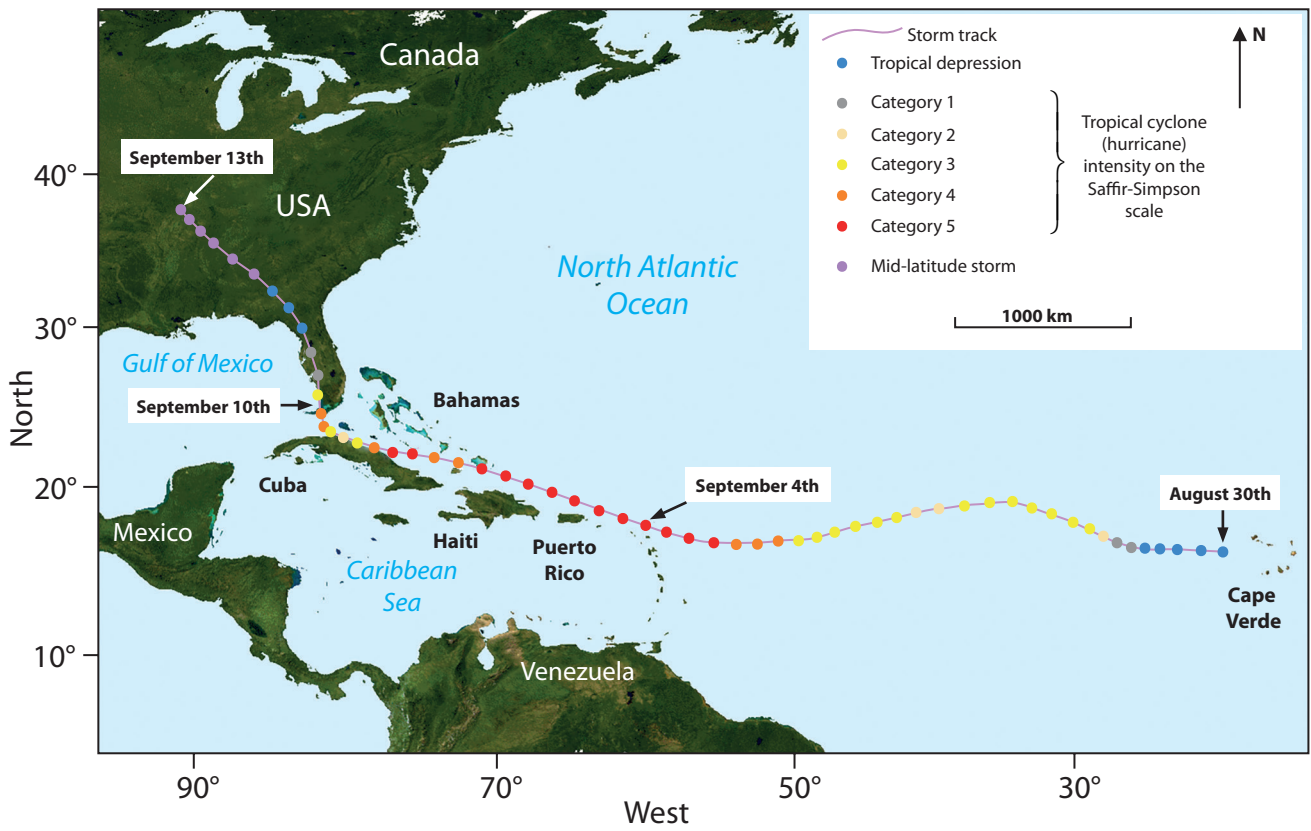 Canada
Storm track
N
Tropical depression
Category 1
Category 2
Category 3
Category 4
Category 5
Tropical cyclone
(hurricane)
intensity on the
Saffir-Simpson
scale
Mid-latitude storm
1000 km
September 13th
40°
USA
North Atlantic
Ocean
30°
Gulf of Mexico
September 10th
Bahamas
North
20°
Cuba
September 4th
August 30th
Mexico
Haiti
Puerto
Rico
Caribbean
Sea
Cape
Verde
10°
Venezuela
90°
70°
50°
30°
West